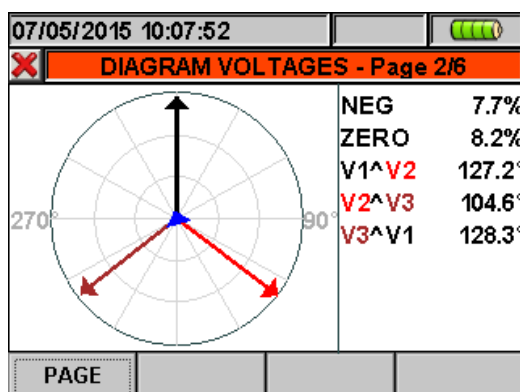 07/05/2015 10:07:52
DIAGRAM VOLTAGES - Page 2/6
NEG 7.7%
ZERO 8.2%
V1^V2 127.2°
V2^V3 104.6°
V3^V1 128.3°
270° 90°
PAGE